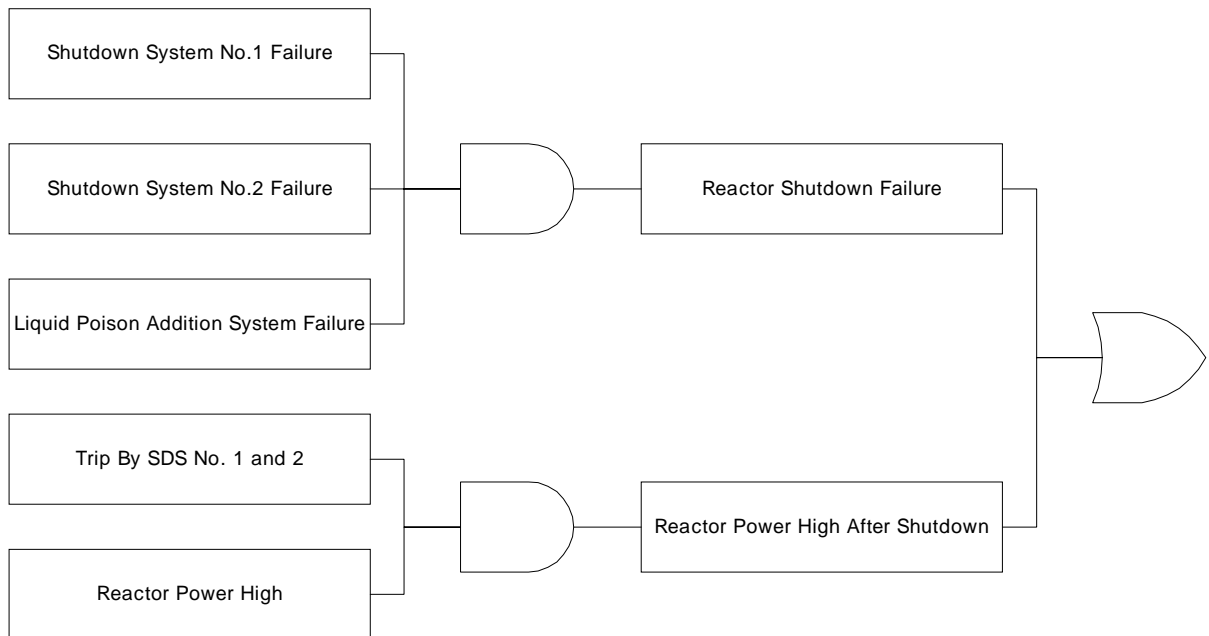 Shutdown System No.1 Failure
Shutdown System No.2 Failure
Reactor Shutdown Failure
Liquid Poison Addition System Failure
Trip By SDS No. 1 and 2
Reactor Power High After Shutdown
Reactor Power High